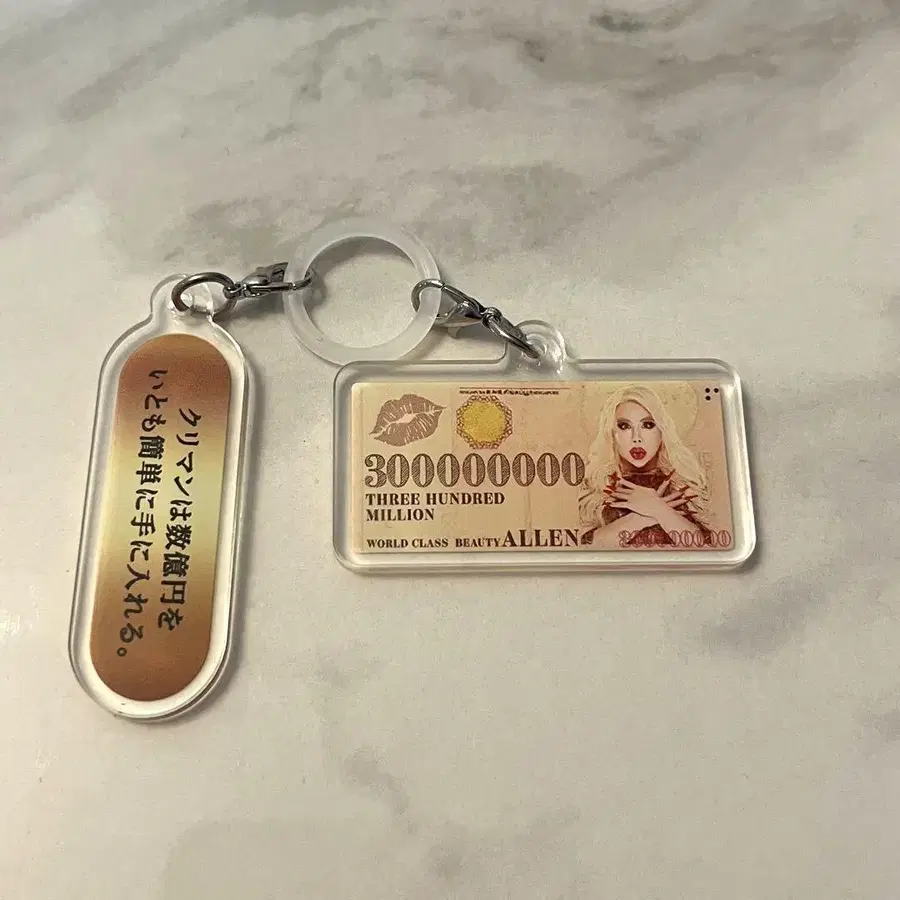 クリマンは数億円を
いとも簡単に手に入れる。
300000000
THREE HUNDRED
MILLION
WORLD CLASS BEAUTY ALLEN
300000000